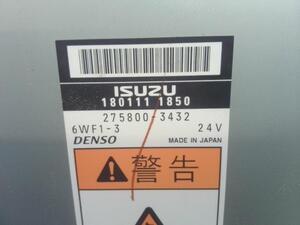 ISUZU
180111 1850
275800-3432
6WF1-3 24V
DENSO MADE IN JAPAN
警告